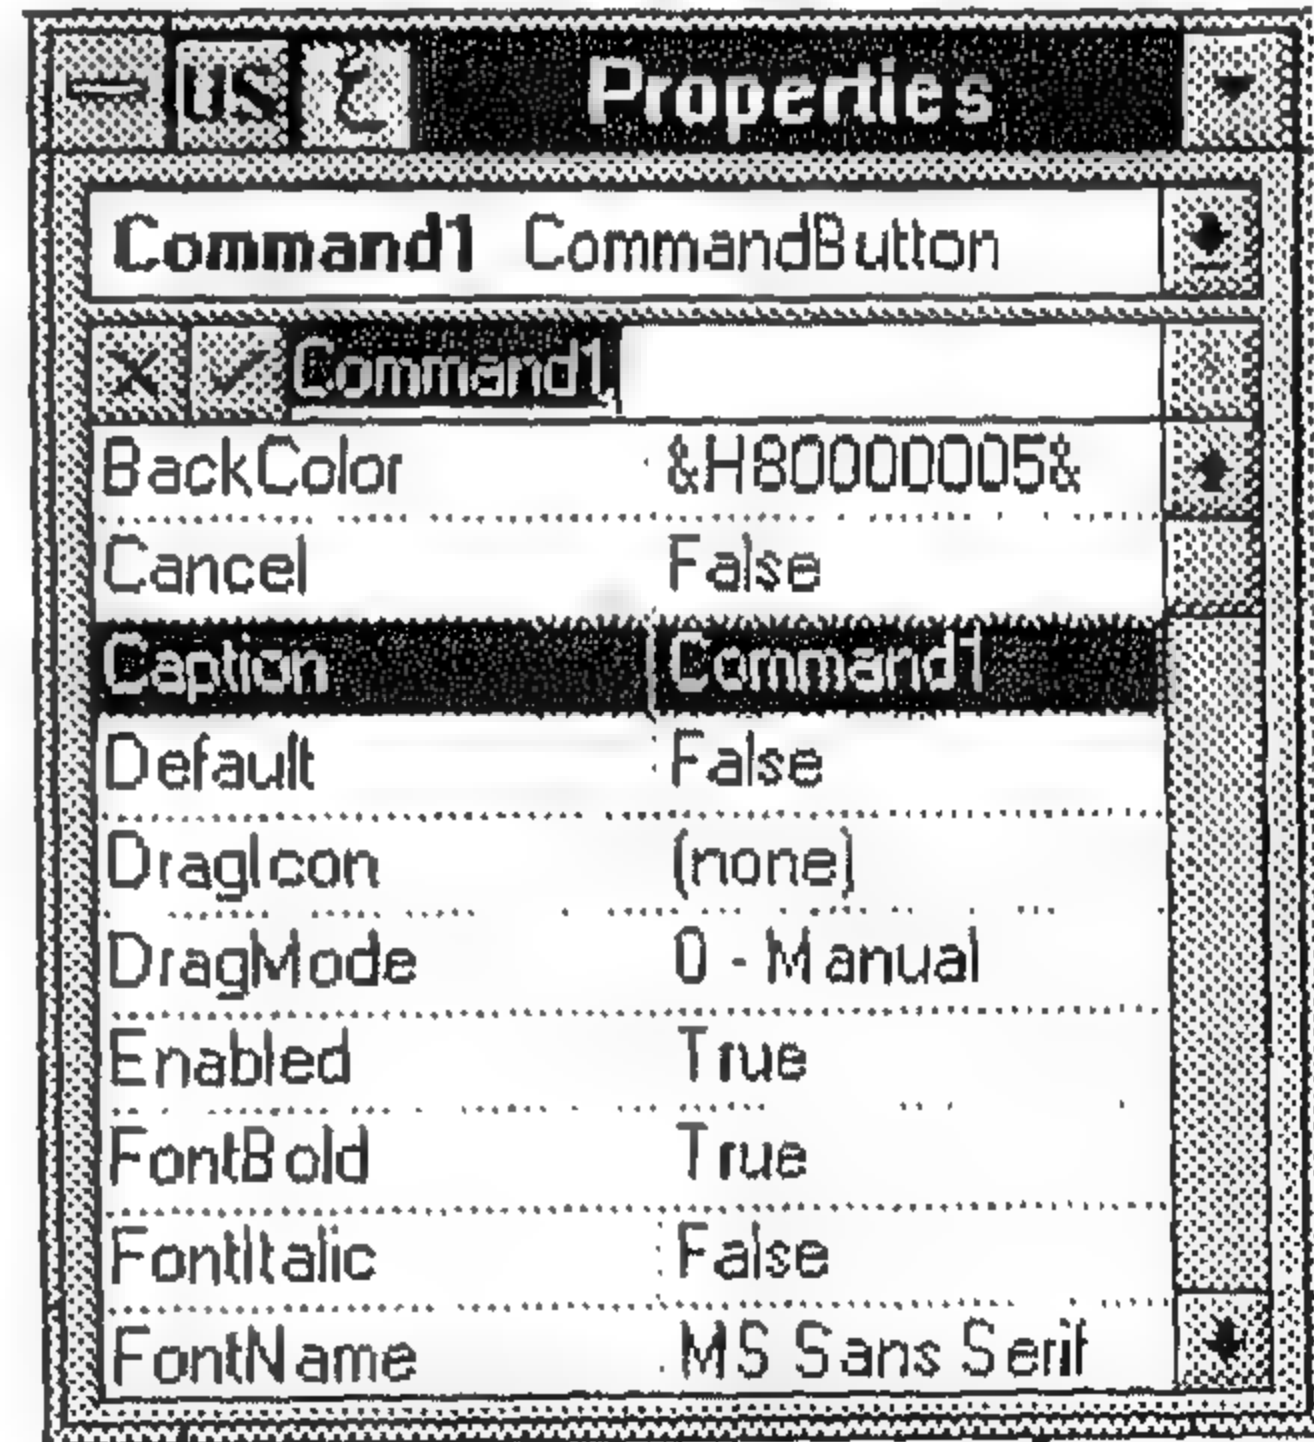 US ع Properties
Command1 CommandButton
Command1
BackColor &H80000005&
Cancel False
Caption Command1
Default False
DragIcon (none)
DragMode 0 - Manual
Enabled True
FontBold True
FontItalic False
FontName MS Sans Serif